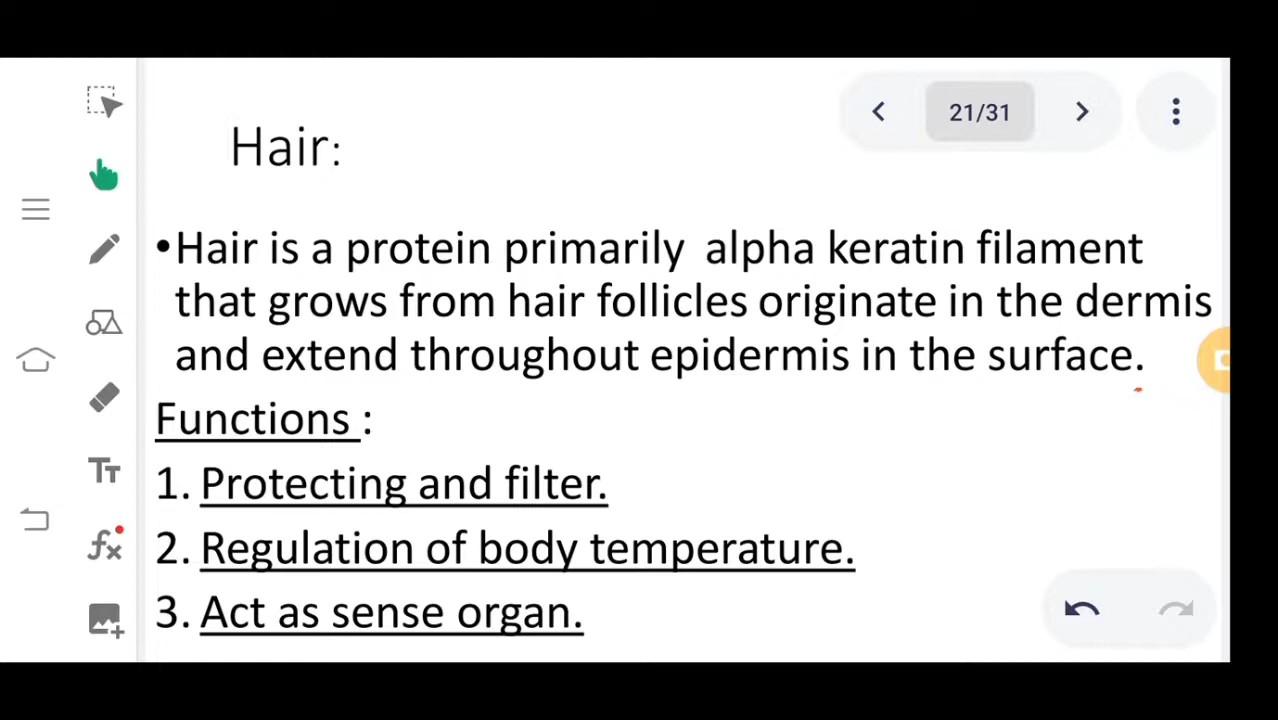 21/31
Hair:
•Hair is a protein primarily alpha keratin filament
that grows from hair follicles originate in the dermis
and extend throughout epidermis in the surface.
Functions :
1. Protecting and filter.
2. Regulation of body temperature.
3. Act as sense organ.
TT
fx